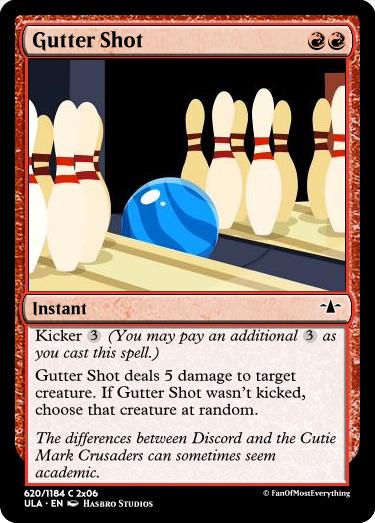 Gutter Shot
Instant
Kicker 3 (You may pay an additional 3 as
you cast this spell.)
Gutter Shot deals 5 damage to target
creature. If Gutter Shot wasn't kicked,
choose that creature at random.
The differences between Discord and the Cutie
Mark Crusaders can sometimes seem
academic.
620/1184 C 2x06
ULA • EN Hasbro Studios
© FanOfMostEverything